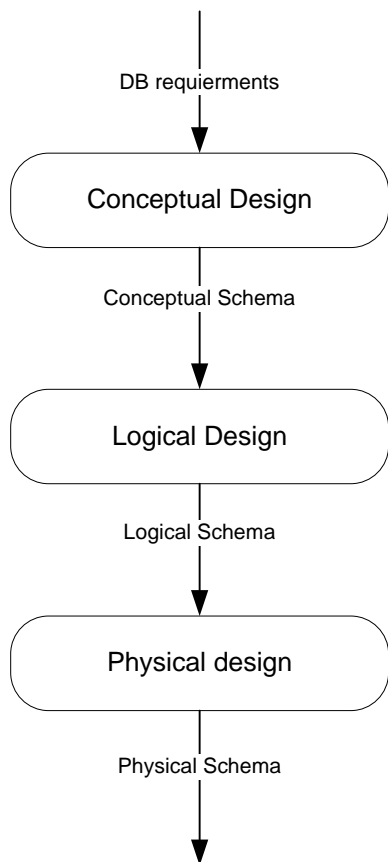 DB requierments
Conceptual Design
Conceptual Schema
Logical Design
Logical Schema
Physical design
Physical Schema